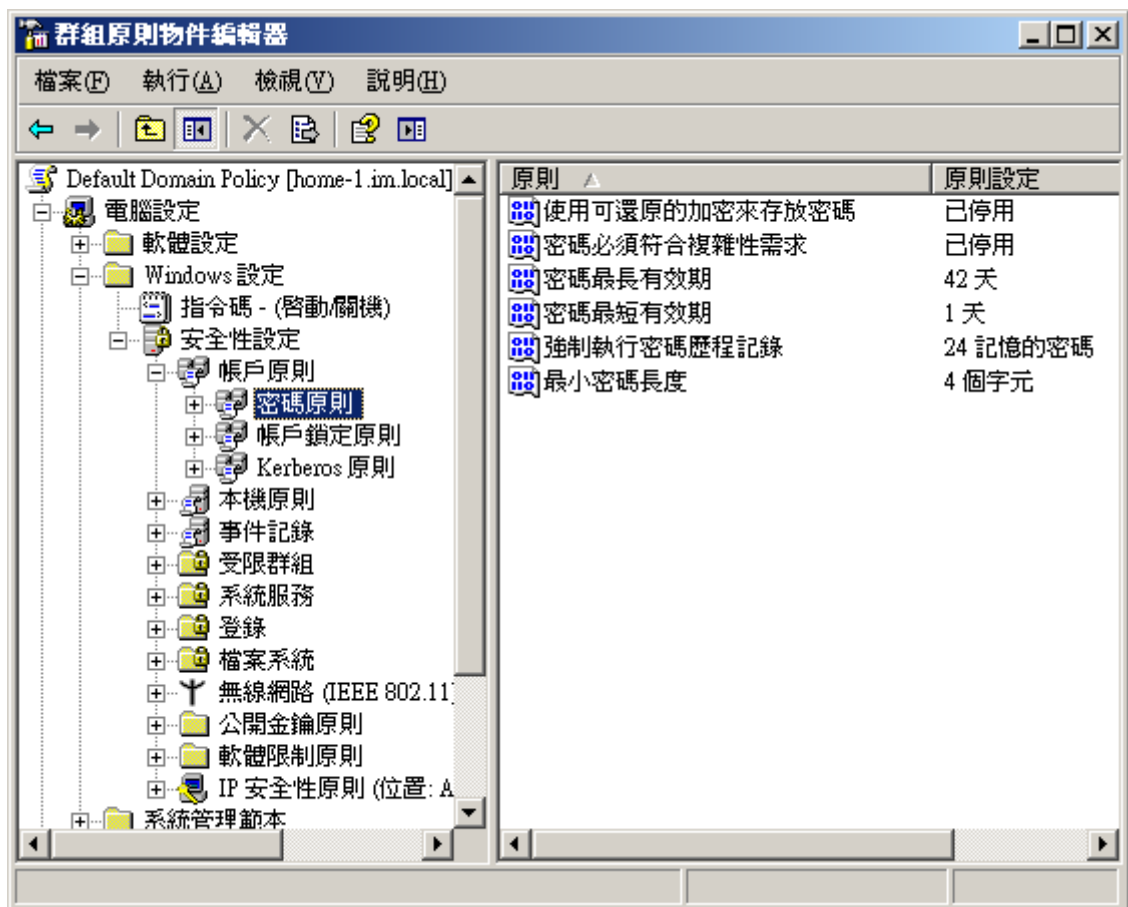 群組原則物件編輯器
檔案(F) 執行(A) 檢視(V) 說明(H)
Default Domain Policy [home-1.im.local]
電腦設定
軟體設定
Windows 設定
指令碼 - (啓動/關機)
安全性設定
帳戶原則
密碼原則
帳戶鎖定原則
Kerberos 原則
本機原則
事件記錄
受限群組
系統服務
登錄
檔案系統
無線網路 (IEEE 802.11)
公開金鑰原則
軟體限制原則
IP 安全性原則 (位置: A
系統管理範本
原則 原則設定
使用可還原的加密來存放密碼 已停用
密碼必須符合複雜性需求 已停用
密碼最長有效期 42 天
密碼最短有效期 1 天
強制執行密碼歷程記錄 24 記憶的密碼
最小密碼長度 4 個字元